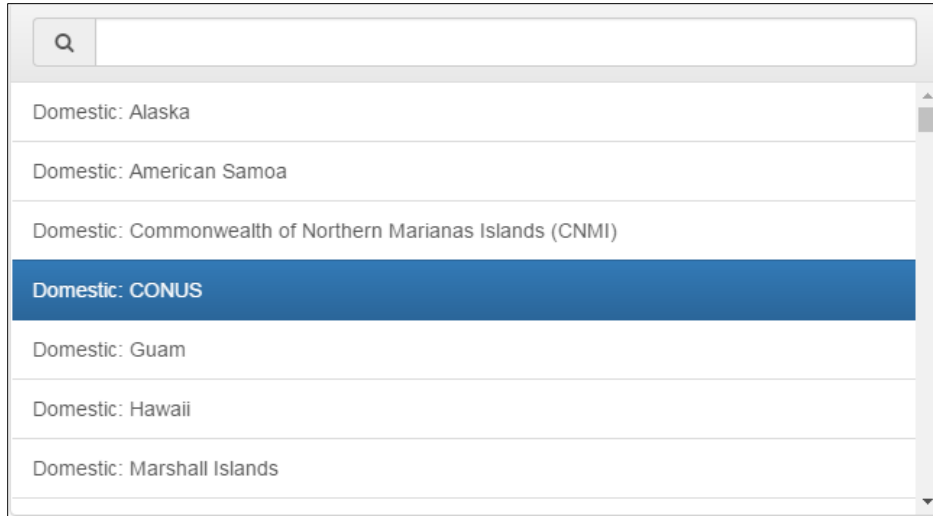 Domestic: Alaska
Domestic: American Samoa
Domestic: Commonwealth of Northern Marianas Islands (CNMI)
Domestic: CONUS
Domestic: Guam
Domestic: Hawaii
Domestic: Marshall Islands